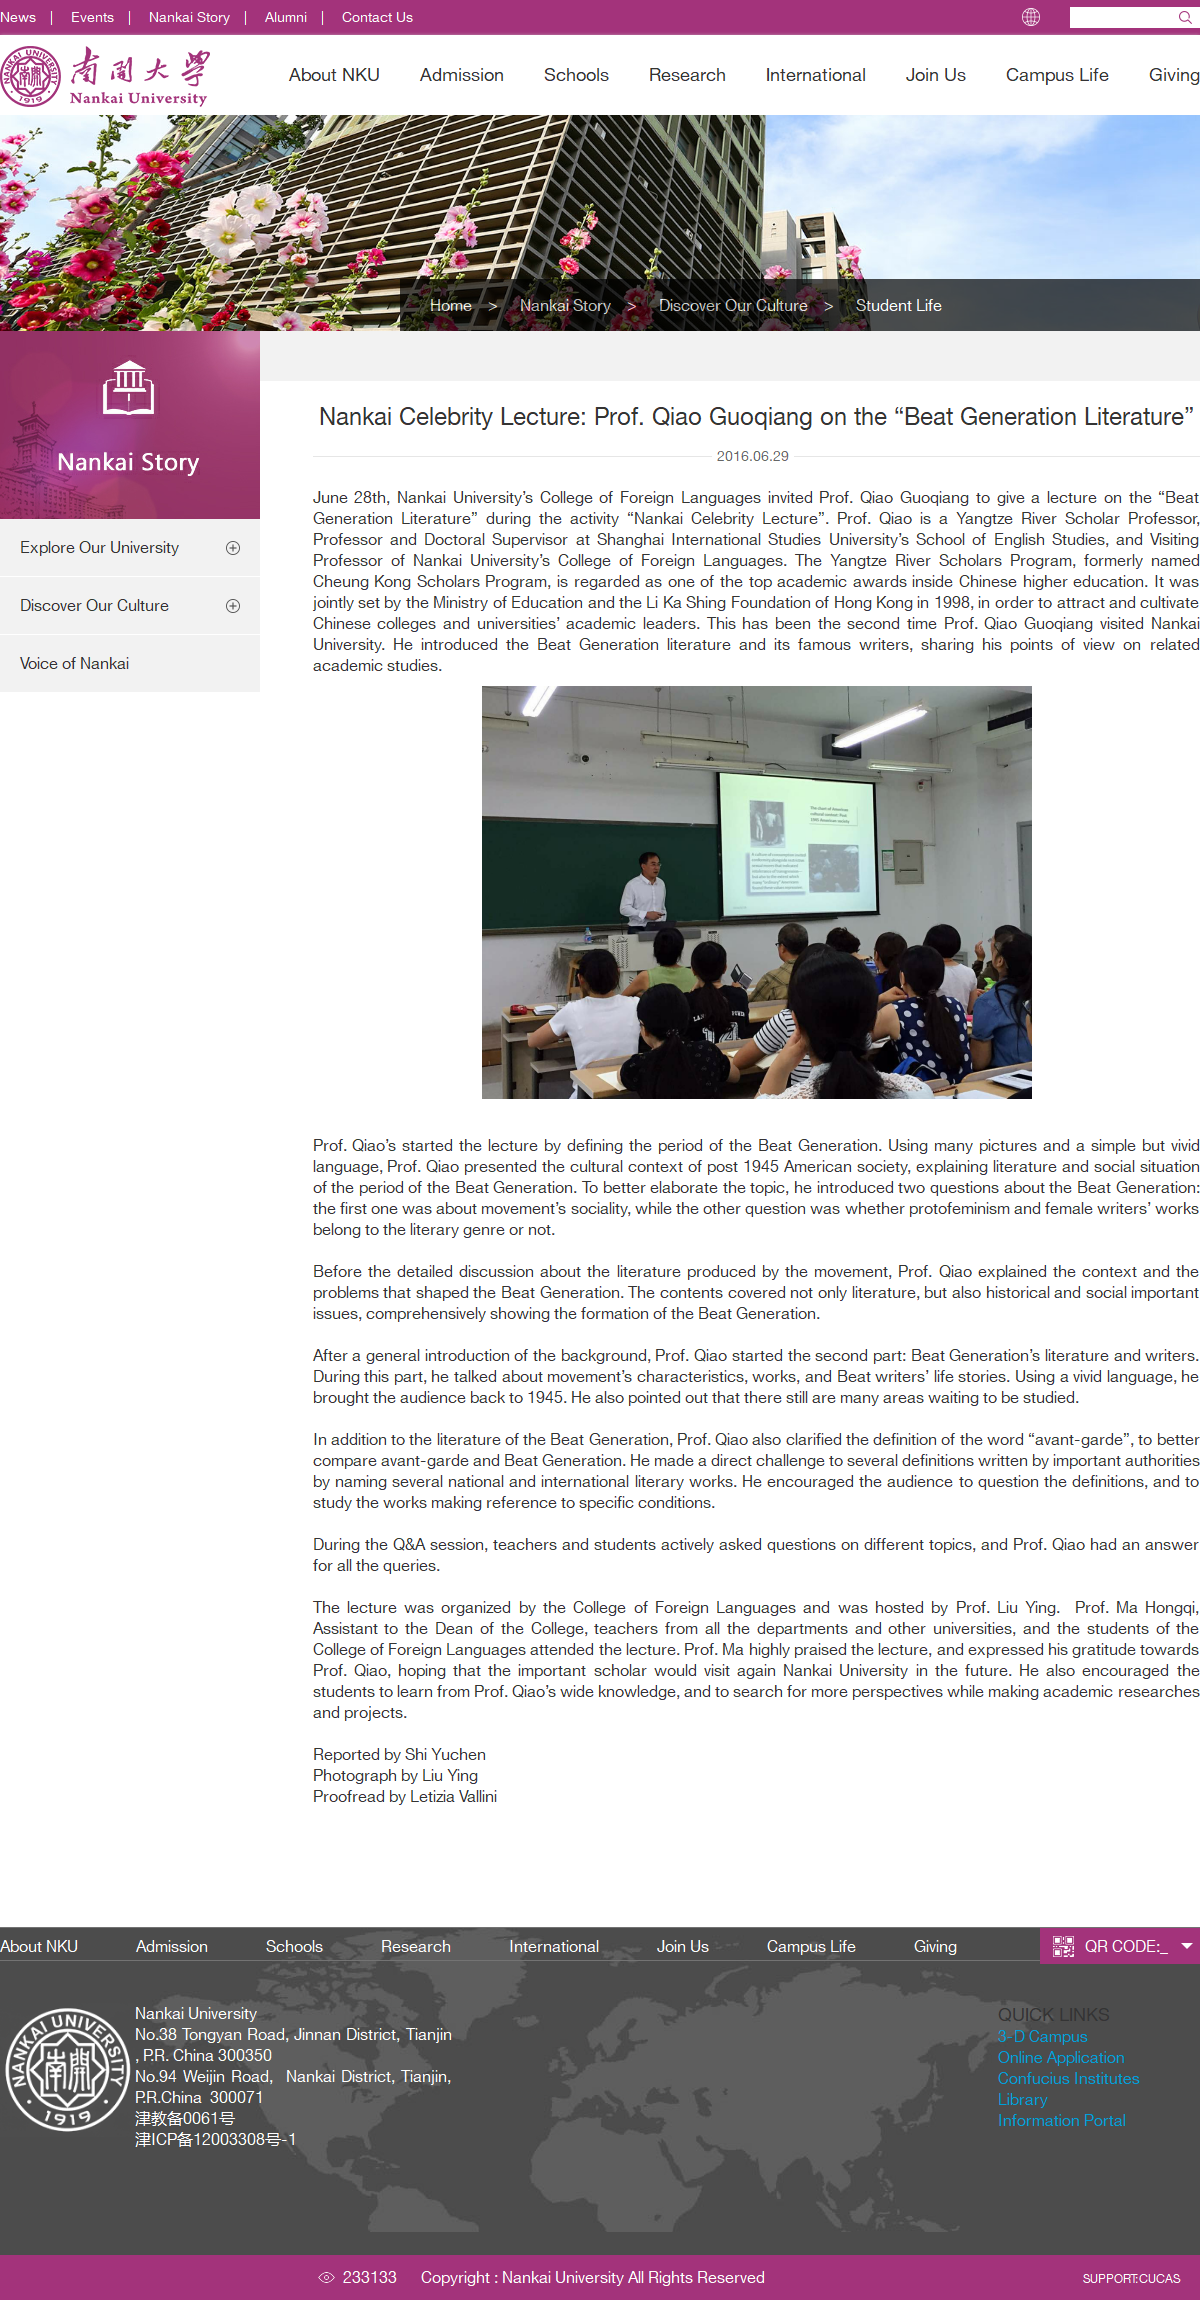 News | Events | Nankai Story | Alumni | Contact Us
NANKAI UNIVERSITY
1919
南开大学
Nankai University
About NKU Admission Schools Research International Join Us Campus Life Giving
Home > Nankai Story > Discover Our Culture > Student Life
Nankai Story
Explore Our University
Discover Our Culture
Voice of Nankai
Nankai Celebrity Lecture: Prof. Qiao Guoqiang on the “Beat Generation Literature”
2016.06.29
June 28th, Nankai University’s College of Foreign Languages invited Prof. Qiao Guoqiang to give a lecture on the “Beat
Generation Literature” during the activity “Nankai Celebrity Lecture”. Prof. Qiao is a Yangtze River Scholar Professor,
Professor and Doctoral Supervisor at Shanghai International Studies University’s School of English Studies, and Visiting
Professor of Nankai University’s College of Foreign Languages. The Yangtze River Scholars Program, formerly named
Cheung Kong Scholars Program, is regarded as one of the top academic awards inside Chinese higher education. It was
jointly set by the Ministry of Education and the Li Ka Shing Foundation of Hong Kong in 1998, in order to attract and cultivate
Chinese colleges and universities’ academic leaders. This has been the second time Prof. Qiao Guoqiang visited Nankai
University. He introduced the Beat Generation literature and its famous writers, sharing his points of view on related
academic studies.
Prof. Qiao’s started the lecture by defining the period of the Beat Generation. Using many pictures and a simple but vivid
language, Prof. Qiao presented the cultural context of post 1945 American society, explaining literature and social situation
of the period of the Beat Generation. To better elaborate the topic, he introduced two questions about the Beat Generation:
the first one was about movement’s sociality, while the other question was whether protofeminism and female writers’ works
belong to the literary genre or not.
Before the detailed discussion about the literature produced by the movement, Prof. Qiao explained the context and the
problems that shaped the Beat Generation. The contents covered not only literature, but also historical and social important
issues, comprehensively showing the formation of the Beat Generation.
After a general introduction of the background, Prof. Qiao started the second part: Beat Generation’s literature and writers.
During this part, he talked about movement’s characteristics, works, and Beat writers’ life stories. Using a vivid language, he
brought the audience back to 1945. He also pointed out that there still are many areas waiting to be studied.
In addition to the literature of the Beat Generation, Prof. Qiao also clarified the definition of the word “avant-garde”, to better
compare avant-garde and Beat Generation. He made a direct challenge to several definitions written by important authorities
by naming several national and international literary works. He encouraged the audience to question the definitions, and to
study the works making reference to specific conditions.
During the Q&A session, teachers and students actively asked questions on different topics, and Prof. Qiao had an answer
for all the queries.
The lecture was organized by the College of Foreign Languages and was hosted by Prof. Liu Ying. Prof. Ma Hongqi,
Assistant to the Dean of the College, teachers from all the departments and other universities, and the students of the
College of Foreign Languages attended the lecture. Prof. Ma highly praised the lecture, and expressed his gratitude towards
Prof. Qiao, hoping that the important scholar would visit again Nankai University in the future. He also encouraged the
students to learn from Prof. Qiao’s wide knowledge, and to search for more perspectives while making academic researches
and projects.
Reported by Shi Yuchen
Photograph by Liu Ying
Proofread by Letizia Vallini
About NKU Admission Schools Research International Join Us Campus Life Giving QR CODE:_
NANKAI UNIVERSITY
南開
1919
Nankai University
No.38 Tongyan Road, Jinnan District, Tianjin
, P.R. China 300350
No.94 Weijin Road, Nankai District, Tianjin,
P.R.China 300071
津教备0061号
津ICP备12003308号-1
QUICK LINKS
3-D Campus
Online Application
Confucius Institutes
Library
Information Portal
233133 Copyright : Nankai University All Rights Reserved SUPPORT:CUCAS